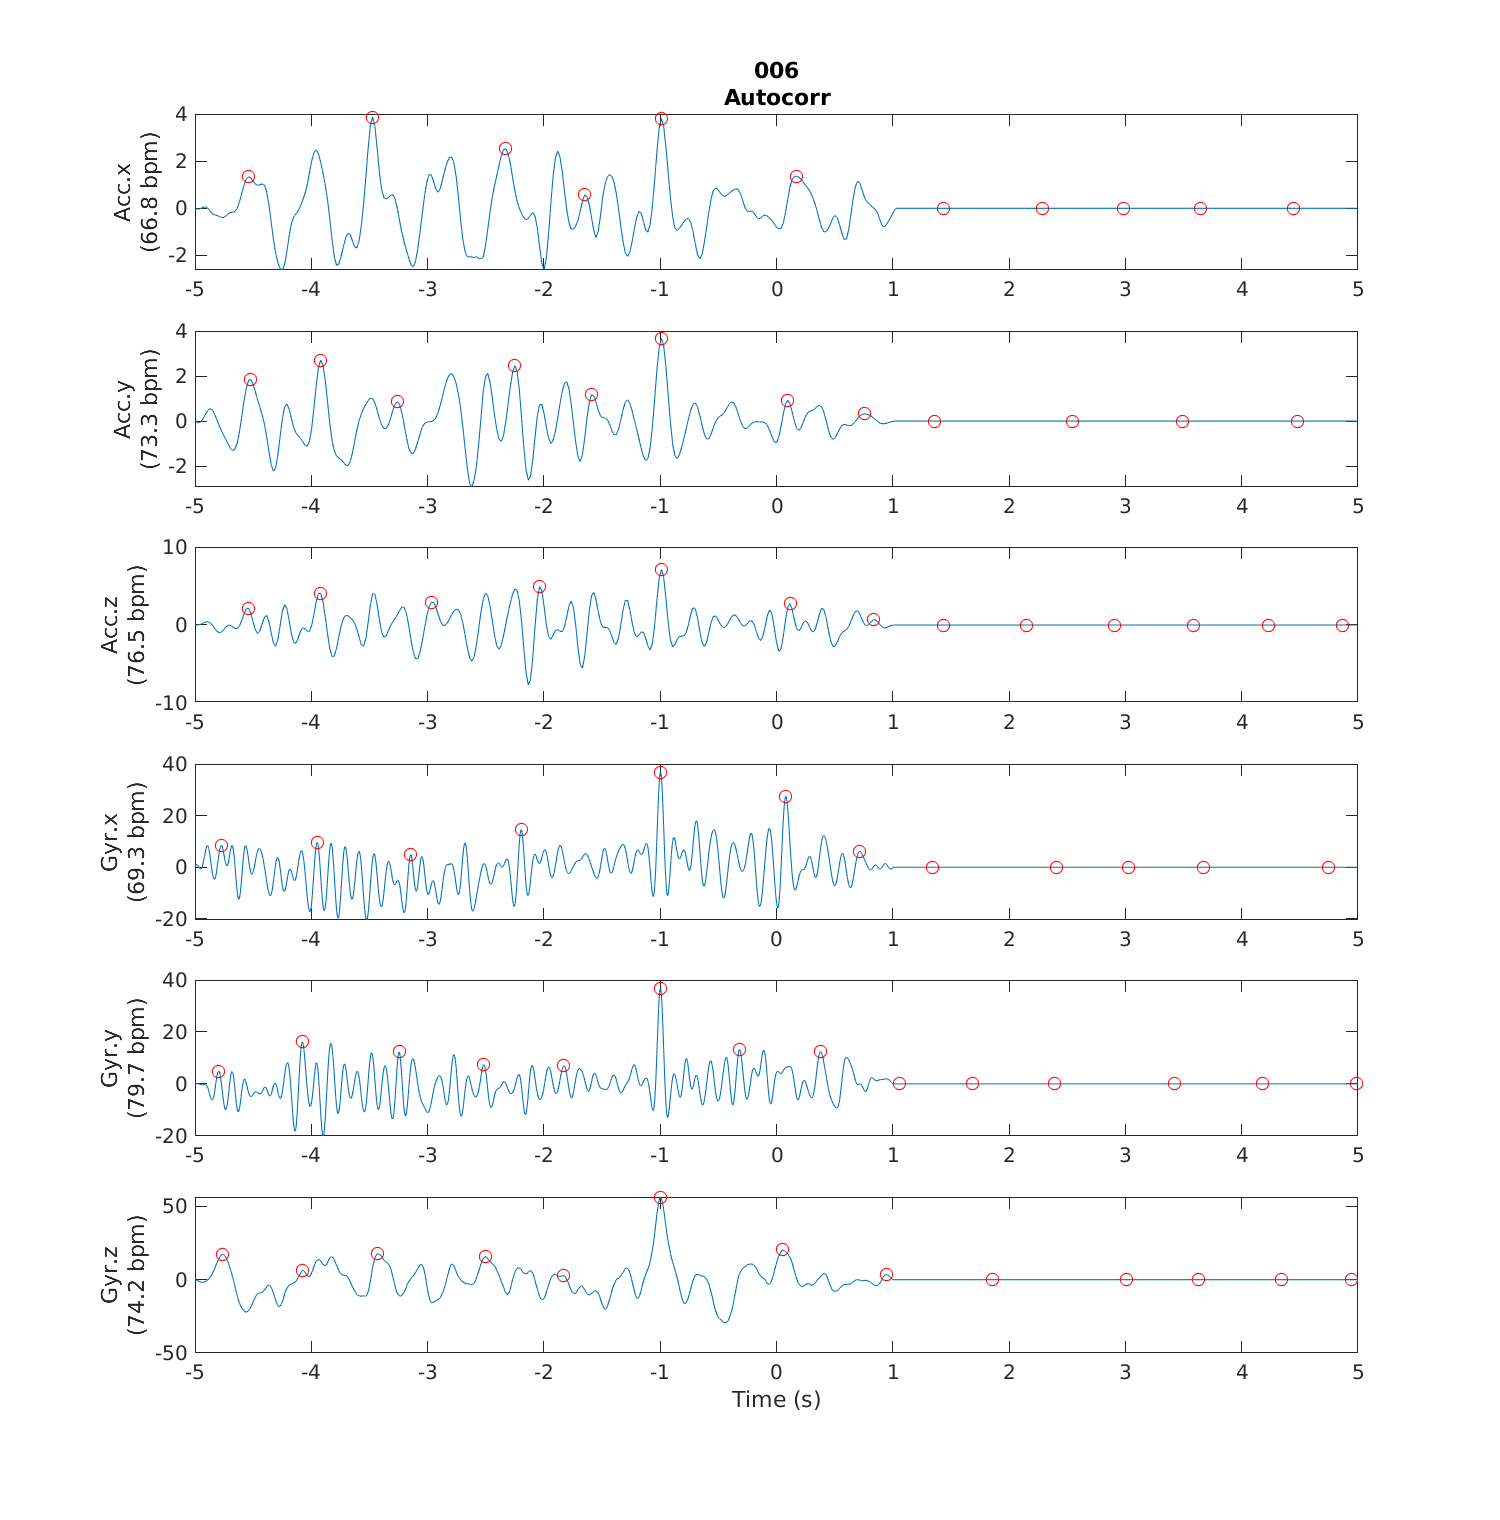 006
Autocorr
Acc.x
(66.8 bpm)
4
2
0
-2
-5 -4 -3 -2 -1 0 1 2 3 4 5
Acc.y
(73.3 bpm)
4
2
0
-2
-5 -4 -3 -2 -1 0 1 2 3 4 5
Acc.z
(76.5 bpm)
10
0
-10
-5 -4 -3 -2 -1 0 1 2 3 4 5
Gyr.x
(69.3 bpm)
40
20
0
-20
-5 -4 -3 -2 -1 0 1 2 3 4 5
Gyr.y
(79.7 bpm)
40
20
0
-20
-5 -4 -3 -2 -1 0 1 2 3 4 5
Gyr.z
(74.2 bpm)
50
0
-50
-5 -4 -3 -2 -1 0 1 2 3 4 5
Time (s)